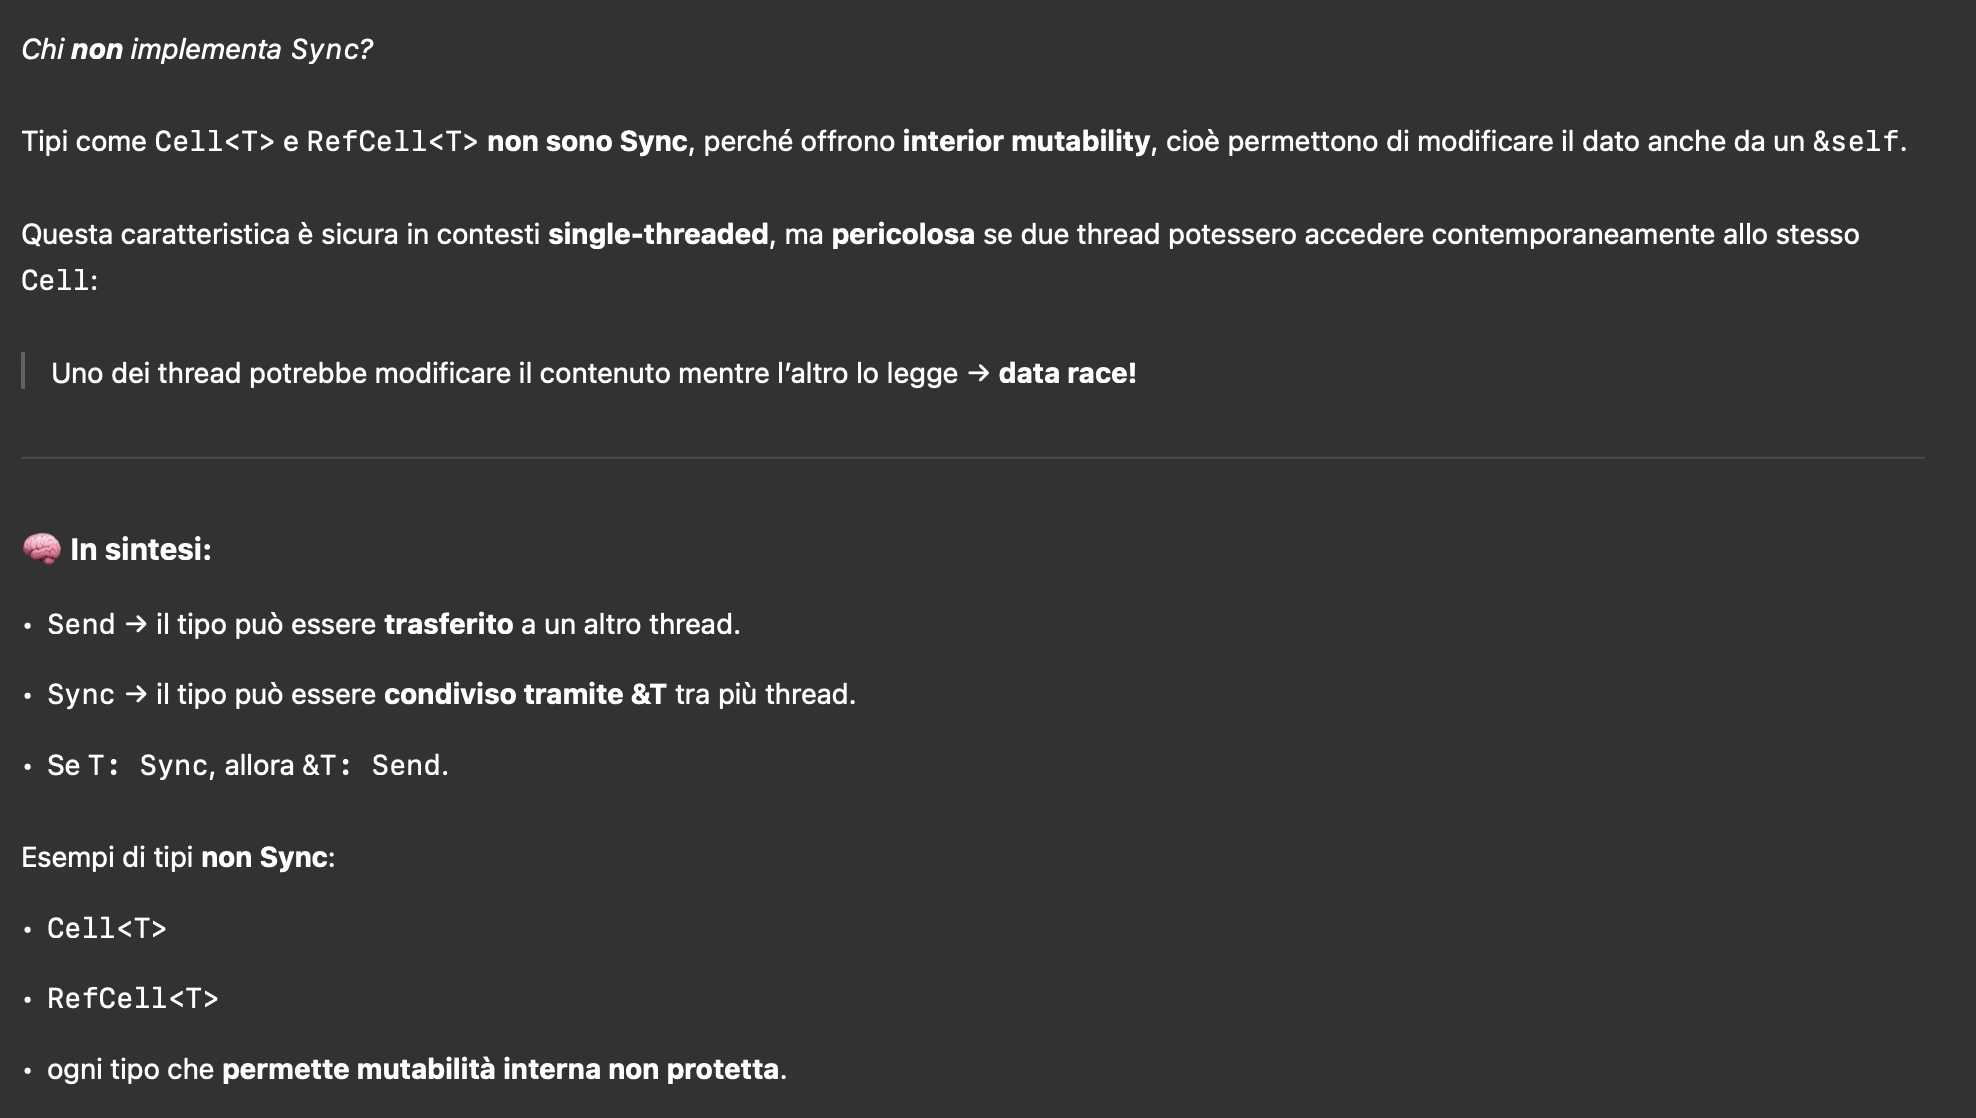 Chi non implementa Sync?
Tipi come Cell<T> e RefCell<T> non sono Sync, perché offrono interior mutability, cioè permettono di modificare il dato anche da un &self.
Questa caratteristica è sicura in contesti single-threaded, ma pericolosa se due thread potessero accedere contemporaneamente allo stesso
Cell:
Uno dei thread potrebbe modificare il contenuto mentre l’altro lo legge → data race!
🧠 In sintesi:
• Send → il tipo può essere trasferito a un altro thread.
• Sync → il tipo può essere condiviso tramite &T tra più thread.
• Se T: Sync, allora &T: Send.
Esempi di tipi non Sync:
• Cell<T>
• RefCell<T>
• ogni tipo che permette mutabilità interna non protetta.